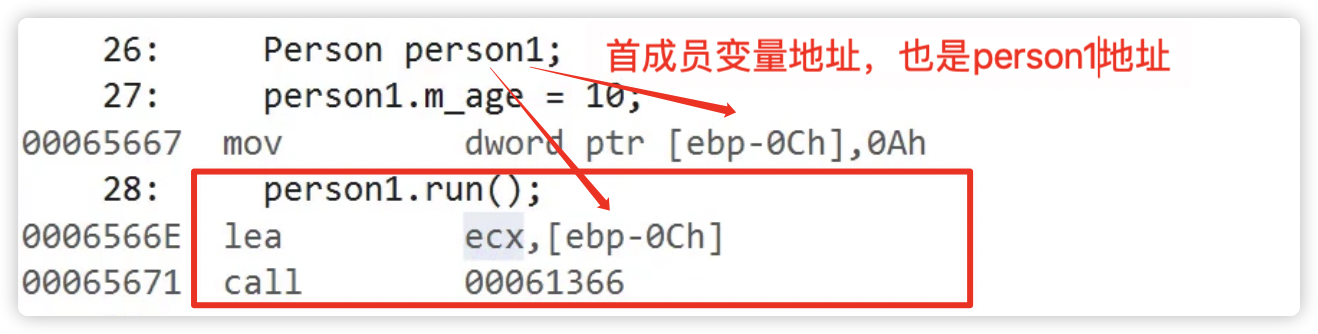 26: Person person1;
首成员变量地址，也是person1地址
27: person1.m_age = 10;
00065667 mov dword ptr [ebp-0Ch],0Ah
28: person1.run();
0006566E lea ecx,[ebp-0Ch]
00065671 call 00061366